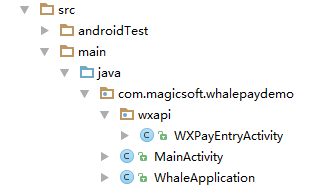 src
androidTest
main
java
com.magicsoft.whalepaydemo
wxapi
WXPayEntryActivity
MainActivity
WhaleApplication